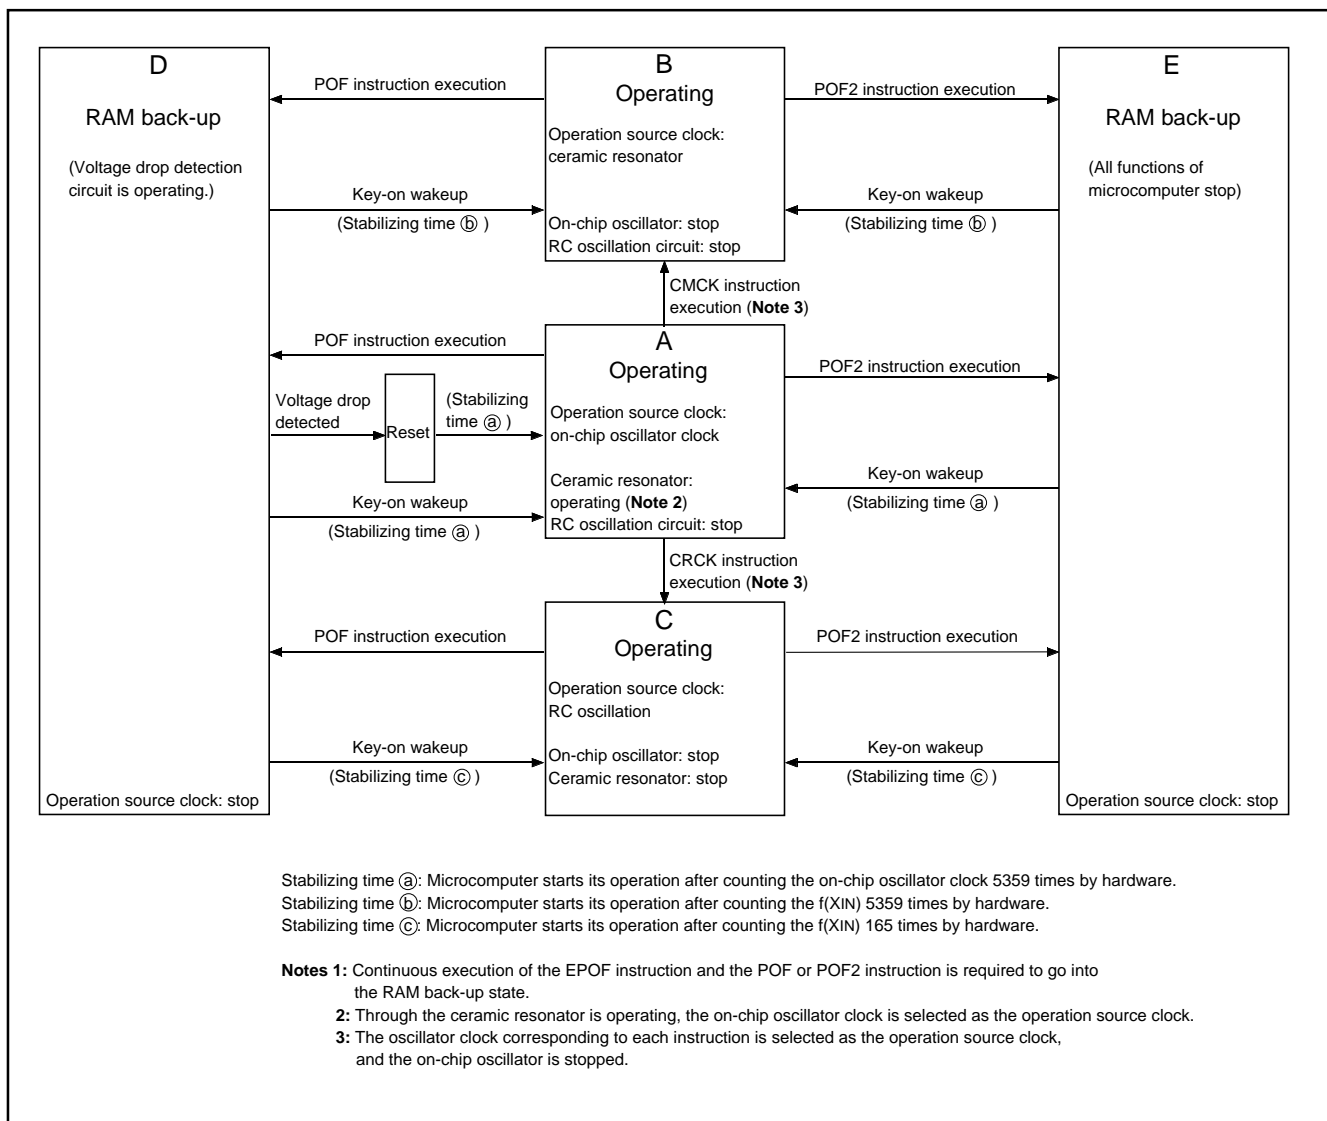 D
RAM back-up
(Voltage drop detection
circuit is operating.)
Operation source clock: stop
POF instruction execution
Key-on wakeup
(Stabilizing time ⓑ )
POF instruction execution
Voltage drop
detected
Reset
(Stabilizing
time ⓐ )
Key-on wakeup
(Stabilizing time ⓐ )
POF instruction execution
Key-on wakeup
(Stabilizing time ⓒ )
B
Operating
Operation source clock:
ceramic resonator
On-chip oscillator: stop
RC oscillation circuit: stop
CMCK instruction
execution (Note 3)
A
Operating
Operation source clock:
on-chip oscillator clock
Ceramic resonator:
operating (Note 2)
RC oscillation circuit: stop
CRCK instruction
execution (Note 3)
C
Operating
Operation source clock:
RC oscillation
On-chip oscillator: stop
Ceramic resonator: stop
POF2 instruction execution
Key-on wakeup
(Stabilizing time ⓑ )
POF2 instruction execution
Key-on wakeup
(Stabilizing time ⓐ )
POF2 instruction execution
Key-on wakeup
(Stabilizing time ⓒ )
E
RAM back-up
(All functions of
microcomputer stop)
Operation source clock: stop
Stabilizing time ⓐ: Microcomputer starts its operation after counting the on-chip oscillator clock 5359 times by hardware.
Stabilizing time ⓑ: Microcomputer starts its operation after counting the f(XIN) 5359 times by hardware.
Stabilizing time ⓒ: Microcomputer starts its operation after counting the f(XIN) 165 times by hardware.
Notes 1: Continuous execution of the EPOF instruction and the POF or POF2 instruction is required to go into
the RAM back-up state.
2: Through the ceramic resonator is operating, the on-chip oscillator clock is selected as the operation source clock.
3: The oscillator clock corresponding to each instruction is selected as the operation source clock,
and the on-chip oscillator is stopped.